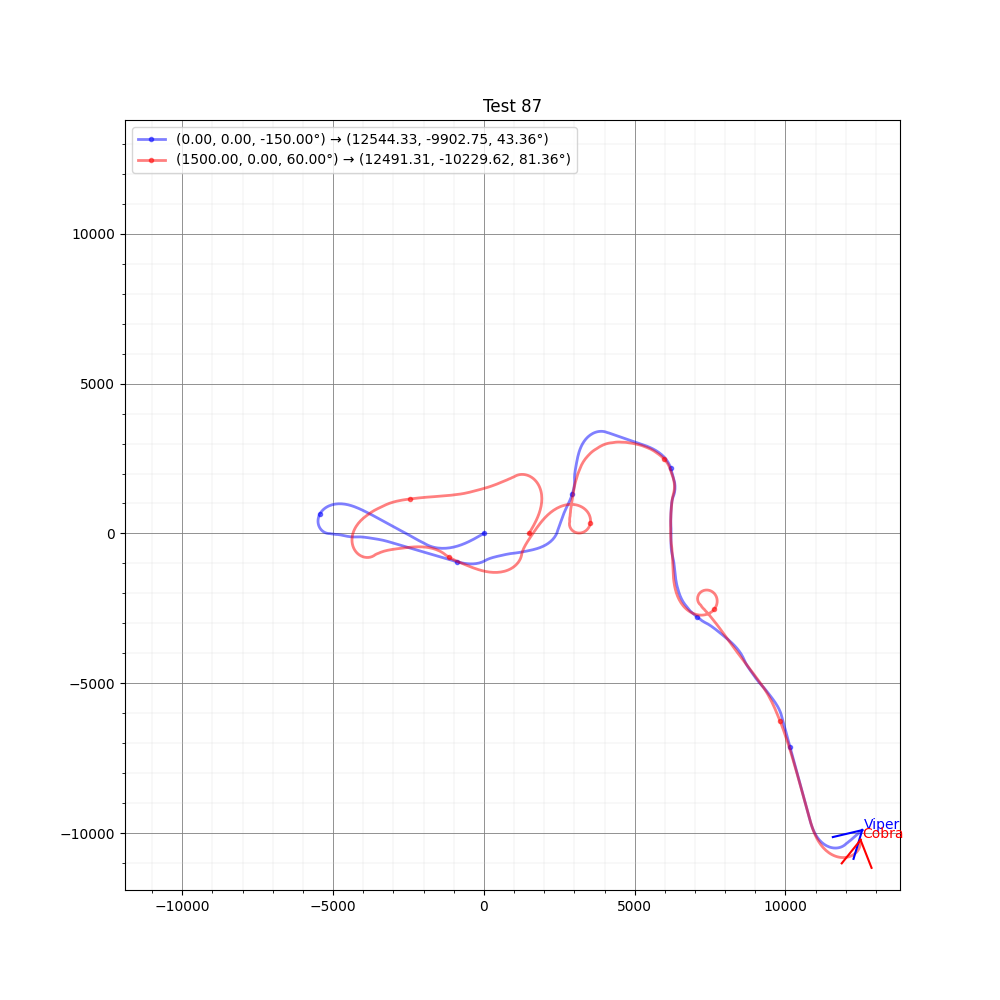 Test 87
(0.00, 0.00, -150.00°) → (12544.33, -9902.75, 43.36°)
(1500.00, 0.00, 60.00°) → (12491.31, -10229.62, 81.36°)
10000
5000
0
−5000
−10000
Viper
Cobra
−10000 −5000 0 5000 10000